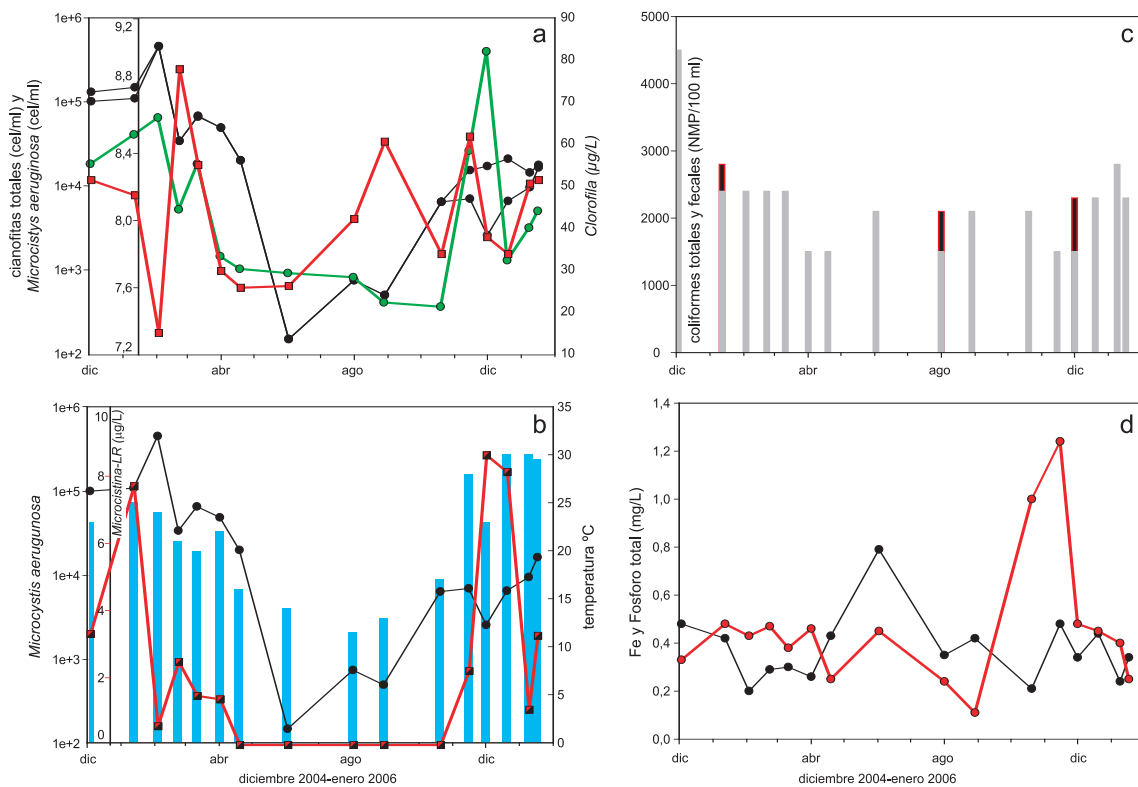 a
1e+6
1e+5
1e+4
1e+3
1e+2
9,2
8,8
8,4
8,0
7,6
7,2
90
80
70
60
50
40
30
20
10
cianofitas totales (cel/ml) y
Microcistys aeruginose (cel/ml)
Clorofila (µg/L)
dic
abr
ago
dic
c
5000
4000
3000
2000
1000
0
coliformes totales y fecales (NMP/100 ml)
dic
abr
ago
dic
b
1e+6
1e+5
1e+4
1e+3
1e+2
10
8
6
4
2
0
35
30
25
20
15
10
5
0
Microcystis aerugunosa
Microcistina-LR (µg/L)
temperatura ºC
dic
abr
ago
dic
diciembre 2004-enero 2006
d
1,4
1,2
1,0
0,8
0,6
0,4
0,2
0,0
Fe y Fosforo total (mg/L)
dic
abr
ago
dic
diciembre 2004-enero 2006